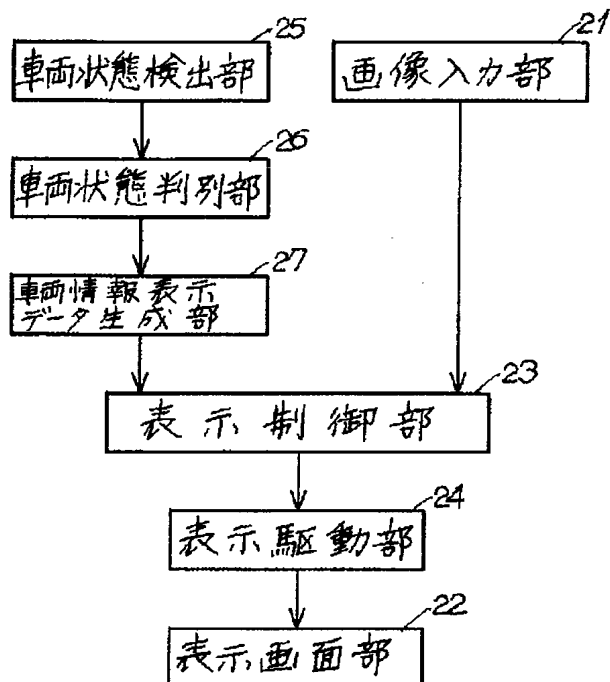 25
車両状態検出部
21
画像入力部
26
車両状態判別部
27
車両情報表示
データ生成部
23
表示制御部
24
表示駆動部
22
表示画面部